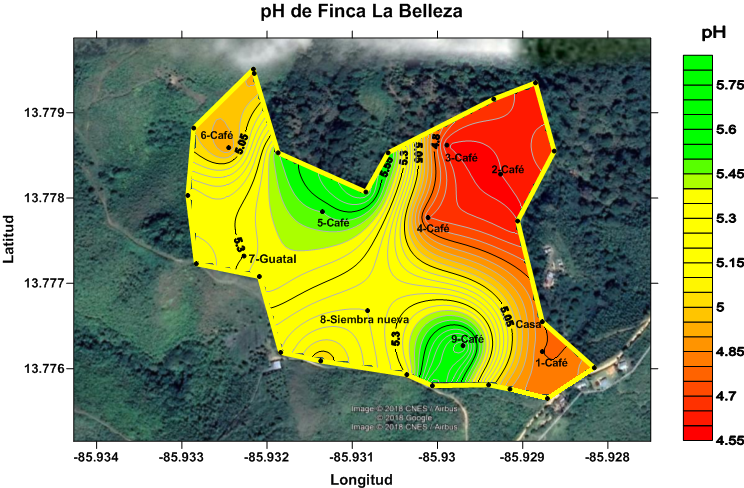 pH de Finca La Belleza
pH
5.75
5.6
5.45
5.3
5.15
5
4.85
4.7
4.55
Latitud
13.779
13.778
13.777
13.776
6-Café
5.05
5.55
5.3
5.05
4.8
3-Café
2-Café
5-Café
4-Café
5.3
7-Guatal
8-Siembra nueva
5.3
9-Café
5.05
Casa
1-Café
Image © 2018 CNES / Airbus
© 2018 Google
Image © 2018 CNES / Airbus
-85.934
-85.933
-85.932
-85.931
-85.93
-85.929
-85.928
Longitud